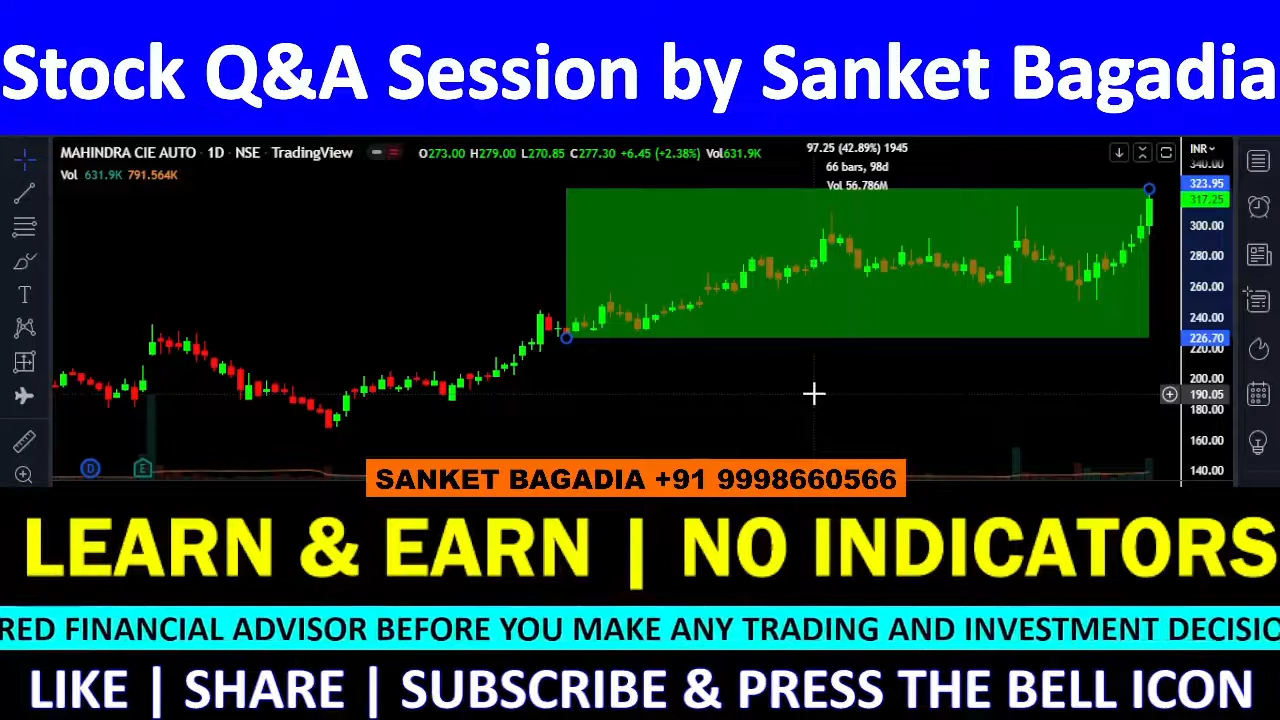 Stock Q&A Session by Sanket Bagadia
MAHINDRA CIE AUTO · 1D · NSE · TradingView
O273.00 H279.00 L270.85 C277.30 +6.45 (+2.38%) Vol631.9K
Vol 631.9K 791.564K
97.25 (42.89%) 1945
66 bars, 98d
Vol 56.786M
INR
340.00
323.95
317.25
300.00
280.00
260.00
240.00
226.70
220.00
200.00
190.05
180.00
160.00
140.00
D
E
T
SANKET BAGADIA +91 9998660566
LEARN & EARN | NO INDICATORS
RED FINANCIAL ADVISOR BEFORE YOU MAKE ANY TRADING AND INVESTMENT DECISIO
LIKE | SHARE | SUBSCRIBE & PRESS THE BELL ICON